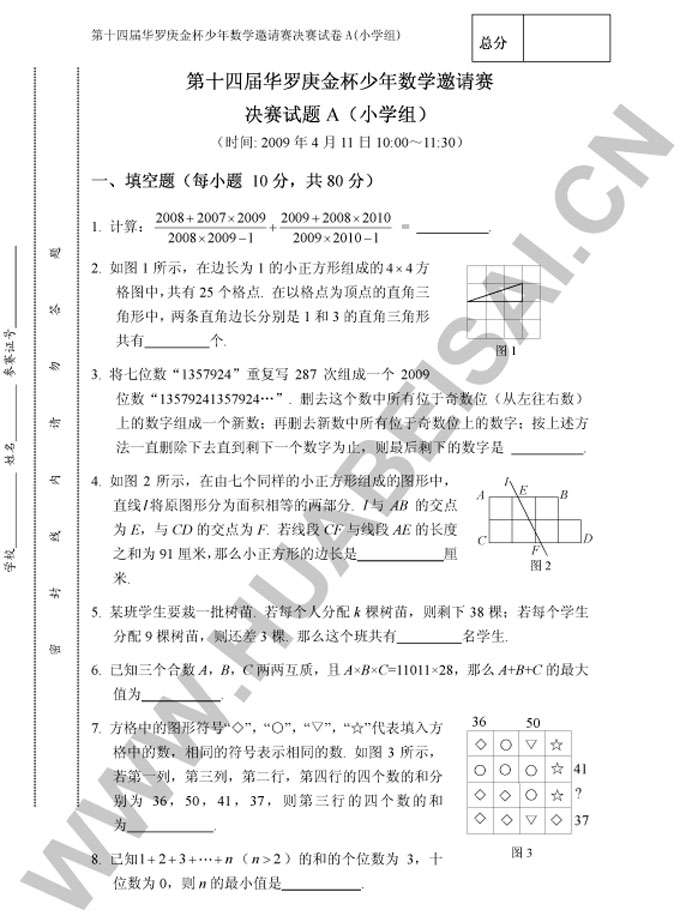 第十四届华罗庚金杯少年数学邀请赛决赛试卷 A(小学组)
总分
第十四届华罗庚金杯少年数学邀请赛
决赛试题 A（小学组）
（时间: 2009 年 4 月 11 日 10:00～11:30）
一、填空题（每小题 10 分，共 80 分）
1. 计算：(2008+2007×2009)/(2008×2009−1) + (2009+2008×2010)/(2009×2010−1) = ________.
2. 如图 1 所示，在边长为 1 的小正方形组成的 4×4 方
格图中，共有 25 个格点. 在以格点为顶点的直角三
角形中，两条直角边长分别是 1 和 3 的直角三角形
共有________个.
图 1
3. 将七位数“1357924”重复写 287 次组成一个 2009
位数“13579241357924…”. 删去这个数中所有位于奇数位（从左往右数）
上的数字组成一个新数；再删去新数中所有位于奇数位上的数字；按上述方
法一直删除下去直到剩下一个数字为止，则最后剩下的数字是 ________.
4. 如图 2 所示，在由七个同样的小正方形组成的图形中，
直线 l 将原图形分为面积相等的两部分. l 与 AB 的交点
为 E，与 CD 的交点为 F. 若线段 CF 与线段 AE 的长度
之和为 91 厘米，那么小正方形的边长是________厘
米.
l
A E B
C F D
图 2
5. 某班学生要栽一批树苗. 若每个人分配 k 棵树苗，则剩下 38 棵；若每个学生
分配 9 棵树苗，则还差 3 棵. 那么这个班共有________名学生.
6. 已知三个合数 A，B，C 两两互质，且 A×B×C=11011×28，那么 A+B+C 的最大
值为________.
7. 方格中的图形符号“◇”，“○”，“▽”，“☆”代表填入方
格中的数，相同的符号表示相同的数. 如图 3 所示，
若第一列，第三列，第二行，第四行的四个数的和分
别为 36，50，41，37，则第三行的四个数的和
为________.
36 50
◇ ○ ▽ ☆
○ ○ ○ ☆ 41
◇ ◇ ○ ☆ ?
◇ ◇ ▽ ◇ 37
图 3
8. 已知1+2+3+⋯+n（n>2）的和的个位数为 3，十
位数为 0，则 n 的最小值是________.
学校________ 姓名________ 参赛证号________
密 封 线 内 请 勿 答 题
WWW.HUABEISAI.CN